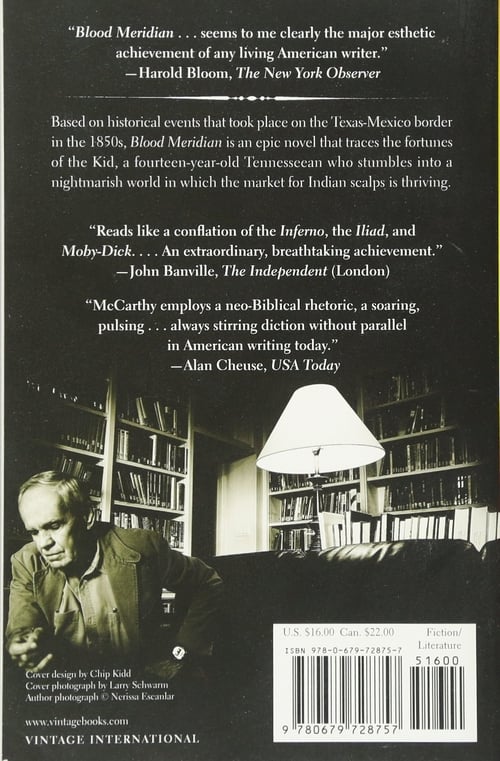 “Blood Meridian . . . seems to me clearly the major esthetic
achievement of any living American writer.”
—Harold Bloom, The New York Observer
Based on historical events that took place on the Texas-Mexico border
in the 1850s, Blood Meridian is an epic novel that traces the fortunes
of the Kid, a fourteen-year-old Tennesseean who stumbles into a
nightmarish world in which the market for Indian scalps is thriving.
“Reads like a conflation of the Inferno, the Iliad, and
Moby-Dick. . . . An extraordinary, breathtaking achievement.”
—John Banville, The Independent (London)
“McCarthy employs a neo-Biblical rhetoric, a soaring,
pulsing . . . always stirring diction without parallel
in American writing today.”
—Alan Cheuse, USA Today
Cover design by Chip Kidd
Cover photograph by Larry Schwarm
Author photograph © Nerissa Escanlar
www.vintagebooks.com
VINTAGE INTERNATIONAL
U.S. $16.00 Can. $22.00
Fiction/
Literature
ISBN 978-0-679-72875-7
51600
9 780679 728757